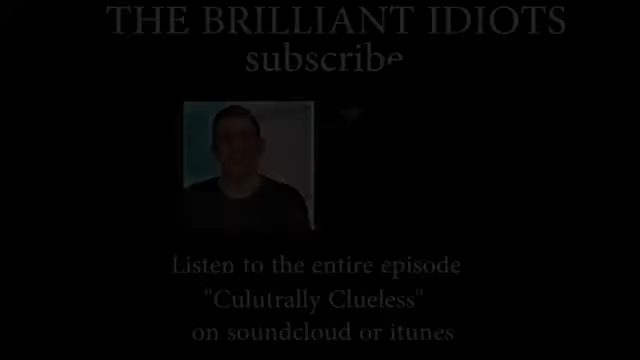 THE BRILLIANT IDIOTS
subscribe
Listen to the entire episode
"Culutrally Clueless"
on soundcloud or itunes